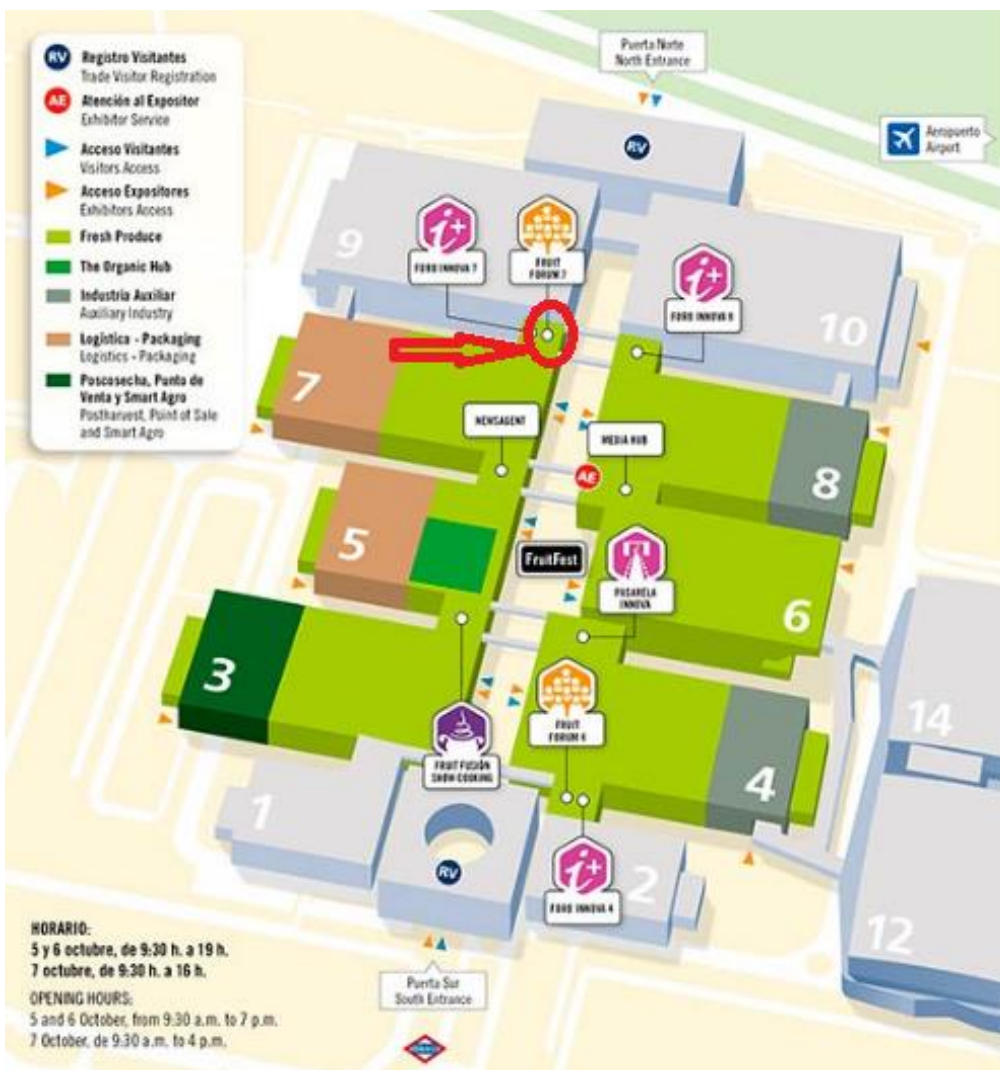 RV
Registro Visitantes
Trade Visitor Registration
AE
Atención al Expositor
Exhibitor Service
Acceso Visitantes
Visitors Access
Acceso Expositores
Exhibitors Access
Fresh Produce
The Organic Hub
Industria Auxiliar
Auxiliary Industry
Logística - Packaging
Logistics - Packaging
Poscosecha, Punto de
Venta y Smart Agro
Postharvest, Point of Sale
and Smart Agro
Puerta Norte
North Entrance
RV
Aeropuerto
Airport
9
i+
FORO INNOVA 7
FRUIT
FORUM 7
i+
FORO INNOVA 8
10
7
NEWSAGENT
MEDIA HUB
AE
8
5
FruitFest
PASARELA
INNOVA
6
3
FRUIT
FORUM 4
14
FRUIT FUSIÓN
SHOW COOKING
4
1
RV
i+
FORO INNOVA 4
2
12
HORARIO:
5 y 6 octubre, de 9:30 h. a 19 h.
7 octubre, de 9:30 h. a 16 h.
OPENING HOURS:
5 and 6 October, from 9:30 a.m. to 7 p.m.
7 October, de 9:30 a.m. to 4 p.m.
Puerta Sur
South Entrance